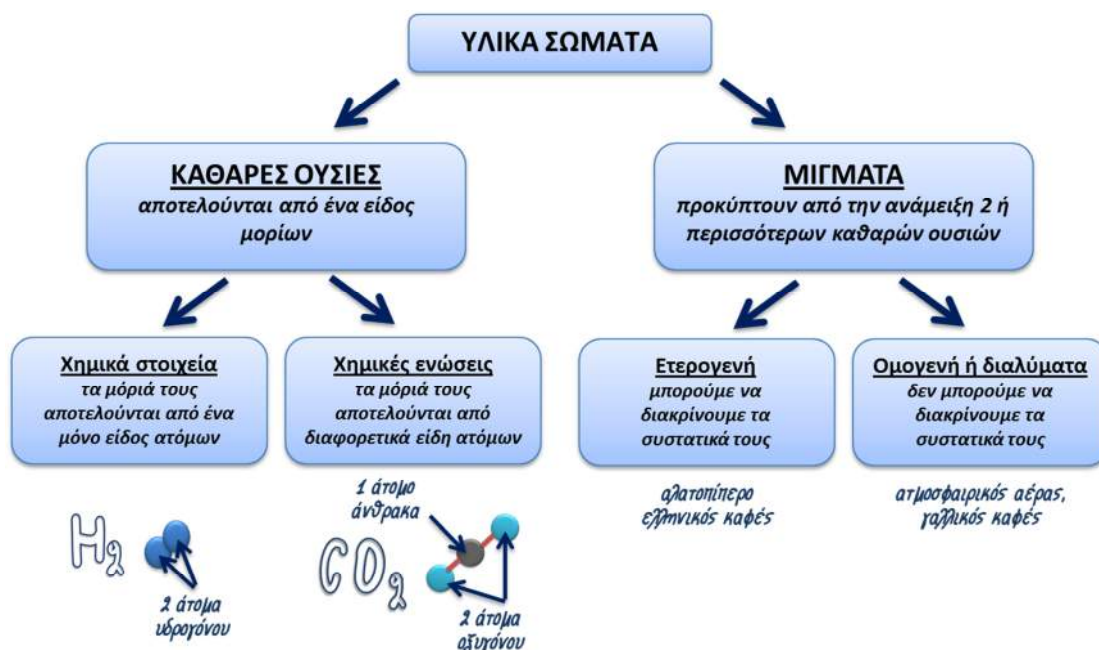 ΥΛΙΚΑ ΣΩΜΑΤΑ
ΚΑΘΑΡΕΣ ΟΥΣΙΕΣ
αποτελούνται από ένα είδος
μορίων
ΜΙΓΜΑΤΑ
προκύπτουν από την ανάμειξη 2 ή
περισσότερων καθαρών ουσιών
Χημικά στοιχεία
τα μόριά τους
αποτελούνται από ένα
μόνο είδος ατόμων
Χημικές ενώσεις
τα μόριά τους
αποτελούνται από
διαφορετικά είδη ατόμων
Ετερογενή
μπορούμε να
διακρίνουμε τα
συστατικά τους
Ομογενή ή διαλύματα
δεν μπορούμε να
διακρίνουμε τα
συστατικά τους
H2
2 άτομα
υδρογόνου
1 άτομο
άνθρακα
CO2
2 άτομα
οξυγόνου
αλατοπίπερο
ελληνικός καφές
ατμοσφαιρικός αέρας,
γαλλικός καφές